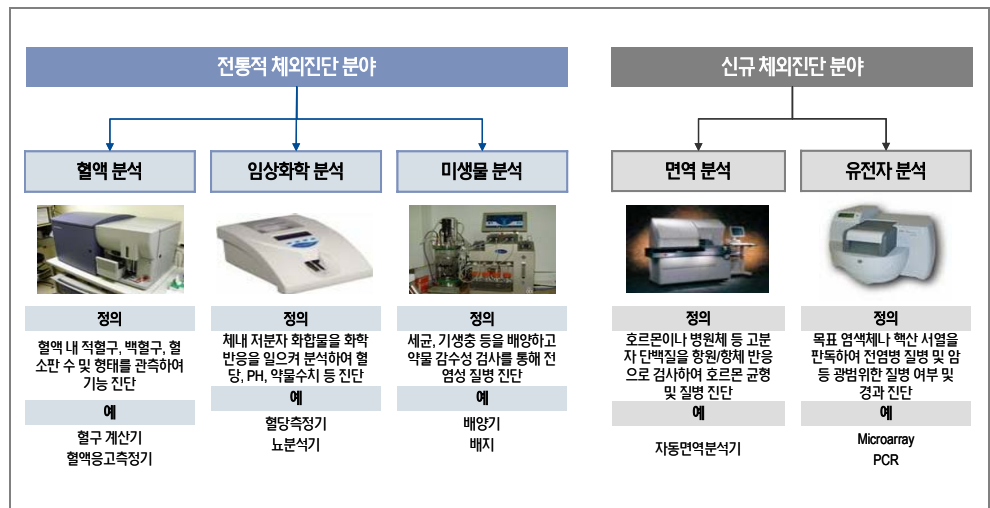 전통적 체외진단 분야
혈액 분석
임상화학 분석
미생물 분석
정의
혈액 내 적혈구, 백혈구, 혈
소판 수 및 형태를 관측하여
기능 진단
예
혈구 계산기
혈액응고측정기
정의
체내 저분자 화합물을 화학
반응을 일으켜 분석하여 혈
당, PH, 약물수치 등 진단
예
혈당측정기
뇨분석기
정의
세균, 기생충 등을 배양하고
약물 감수성 검사를 통해 전
염성 질병 진단
예
배양기
배지
신규 체외진단 분야
면역 분석
유전자 분석
정의
호르몬이나 병원체 등 고분
자 단백질을 항원/항체 반응
으로 검사하여 호르몬 균형
및 질병 진단
예
자동면역분석기
정의
목표 염색체나 핵산 서열을
판독하여 전염병 질병 및 암
등 광범위한 질병 여부 및
경과 진단
예
Microarray
PCR